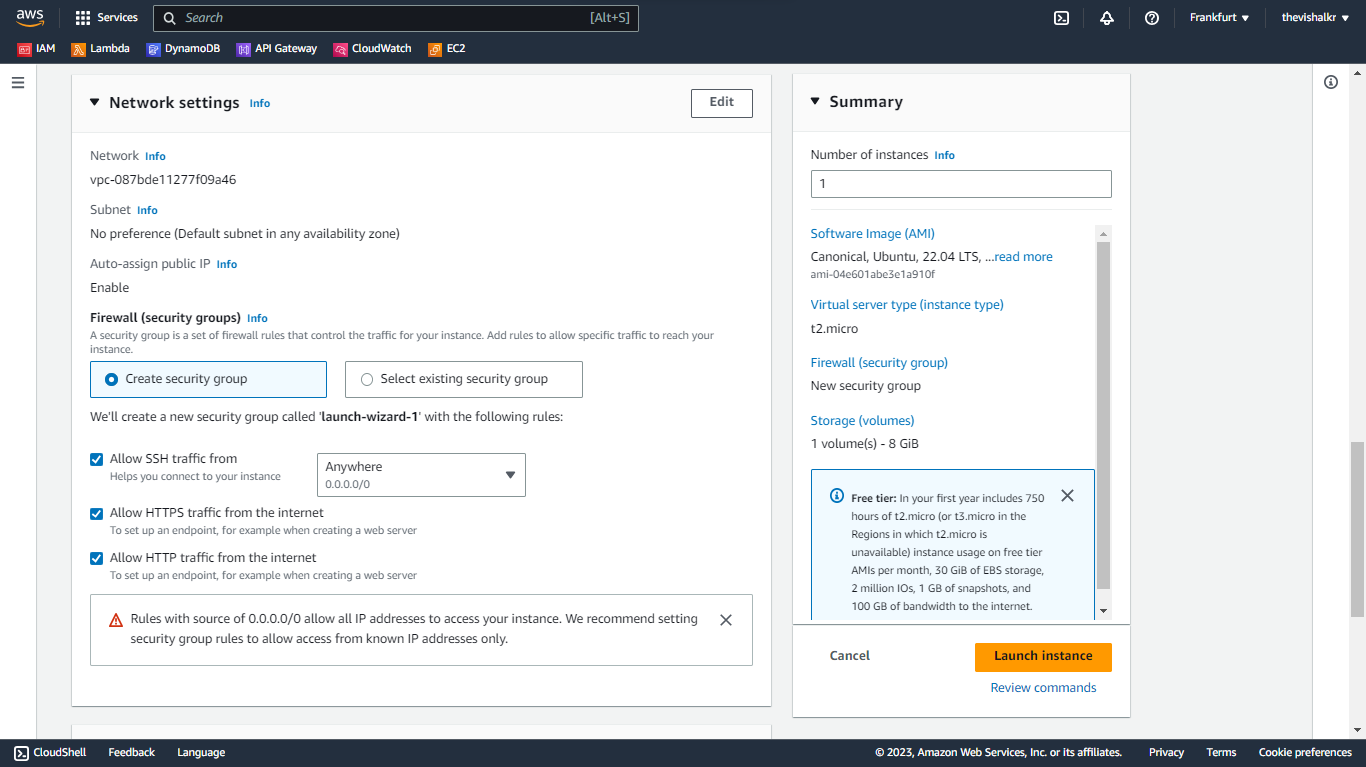 aws
Services
Search
[Alt+S]
Frankfurt
thevishalkr
IAM
Lambda
DynamoDB
API Gateway
CloudWatch
EC2
Network settings Info
Edit
Network Info
vpc-087bde11277f09a46
Subnet Info
No preference (Default subnet in any availability zone)
Auto-assign public IP Info
Enable
Firewall (security groups) Info
A security group is a set of firewall rules that control the traffic for your instance. Add rules to allow specific traffic to reach your
instance.
Create security group
Select existing security group
We'll create a new security group called 'launch-wizard-1' with the following rules:
Allow SSH traffic from
Helps you connect to your instance
Anywhere
0.0.0.0/0
Allow HTTPS traffic from the internet
To set up an endpoint, for example when creating a web server
Allow HTTP traffic from the internet
To set up an endpoint, for example when creating a web server
Rules with source of 0.0.0.0/0 allow all IP addresses to access your instance. We recommend setting
security group rules to allow access from known IP addresses only.
Summary
Number of instances Info
1
Software Image (AMI)
Canonical, Ubuntu, 22.04 LTS, ...read more
ami-04e601abe3e1a910f
Virtual server type (instance type)
t2.micro
Firewall (security group)
New security group
Storage (volumes)
1 volume(s) - 8 GiB
Free tier: In your first year includes 750
hours of t2.micro (or t3.micro in the
Regions in which t2.micro is
unavailable) instance usage on free tier
AMIs per month, 30 GiB of EBS storage,
2 million IOs, 1 GB of snapshots, and
100 GB of bandwidth to the internet.
Cancel
Launch instance
Review commands
CloudShell
Feedback
Language
© 2023, Amazon Web Services, Inc. or its affiliates.
Privacy
Terms
Cookie preferences